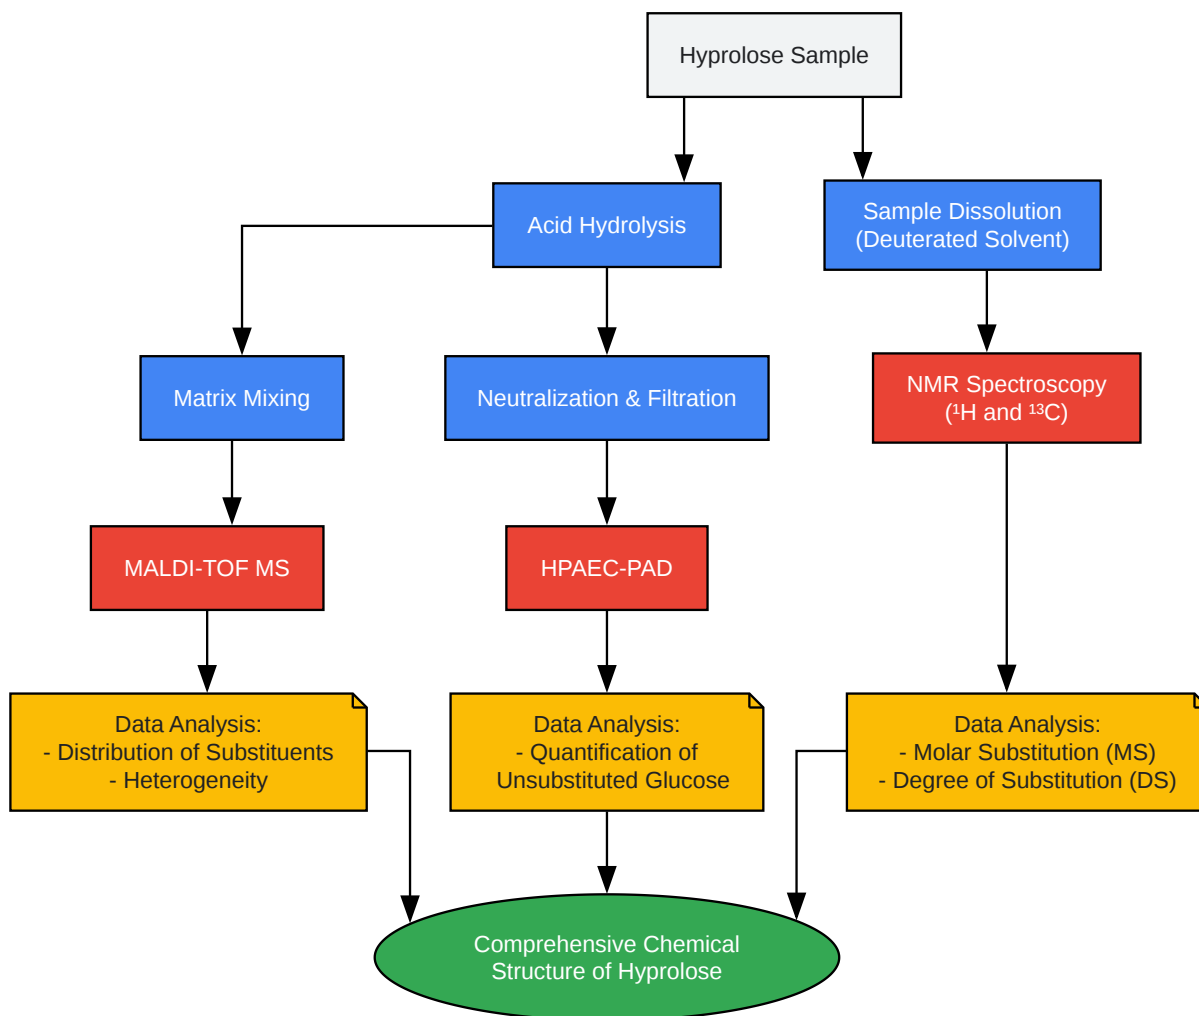 Hyprolose Sample
Acid Hydrolysis
Sample Dissolution
(Deuterated Solvent)
Matrix Mixing
Neutralization & Filtration
NMR Spectroscopy
(¹H and ¹³C)
MALDI-TOF MS
HPAEC-PAD
Data Analysis:
- Distribution of Substituents
- Heterogeneity
Data Analysis:
- Quantification of
Unsubstituted Glucose
Data Analysis:
- Molar Substitution (MS)
- Degree of Substitution (DS)
Comprehensive Chemical
Structure of Hyprolose